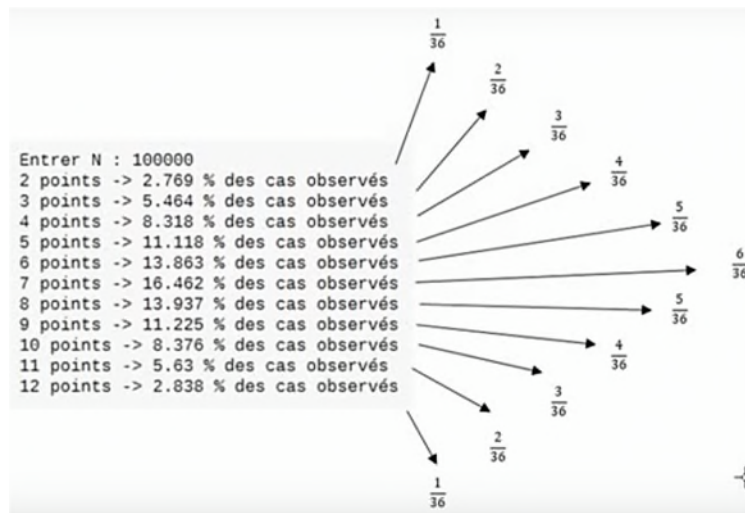 Entrer N : 100000
2 points -> 2.769 % des cas observés
3 points -> 5.464 % des cas observés
4 points -> 8.318 % des cas observés
5 points -> 11.118 % des cas observés
6 points -> 13.863 % des cas observés
7 points -> 16.462 % des cas observés
8 points -> 13.937 % des cas observés
9 points -> 11.225 % des cas observés
10 points -> 8.376 % des cas observés
11 points -> 5.63 % des cas observés
12 points -> 2.838 % des cas observés
1/36
2/36
3/36
4/36
5/36
6/36
5/36
4/36
3/36
2/36
1/36